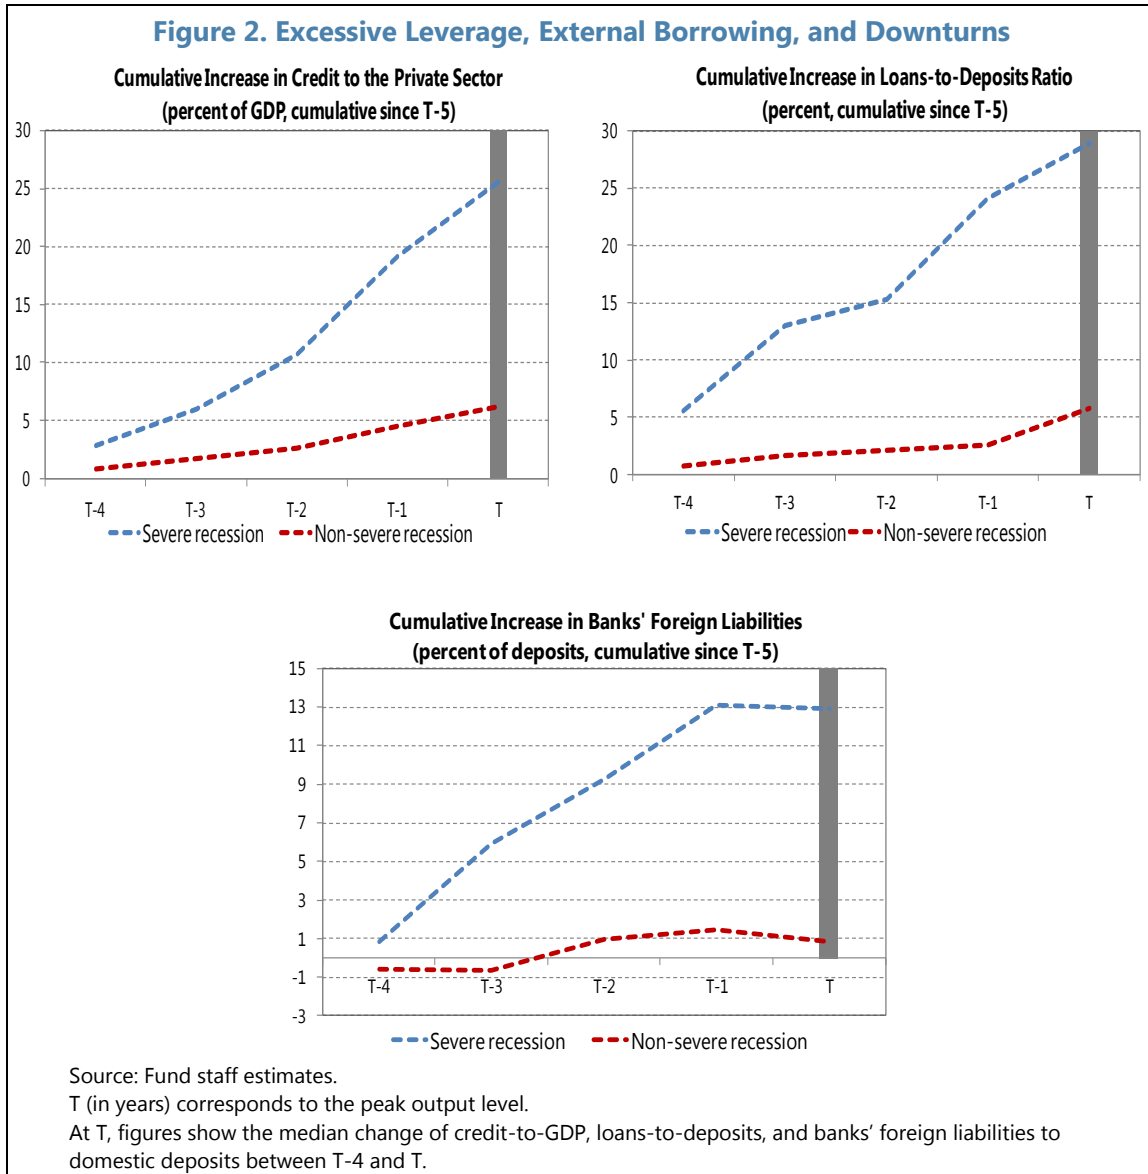 Figure 2. Excessive Leverage, External Borrowing, and Downturns
Cumulative Increase in Credit to the Private Sector
(percent of GDP, cumulative since T-5)
30
25
20
15
10
5
0
T-4 T-3 T-2 T-1 T
Severe recession Non-severe recession
Cumulative Increase in Loans-to-Deposits Ratio
(percent, cumulative since T-5)
30
25
20
15
10
5
0
T-4 T-3 T-2 T-1 T
Severe recession Non-severe recession
Cumulative Increase in Banks' Foreign Liabilities
(percent of deposits, cumulative since T-5)
15
13
11
9
7
5
3
1
-1
-3
T-4 T-3 T-2 T-1 T
Severe recession Non-severe recession
Source: Fund staff estimates.
T (in years) corresponds to the peak output level.
At T, figures show the median change of credit-to-GDP, loans-to-deposits, and banks’ foreign liabilities to
domestic deposits between T-4 and T.